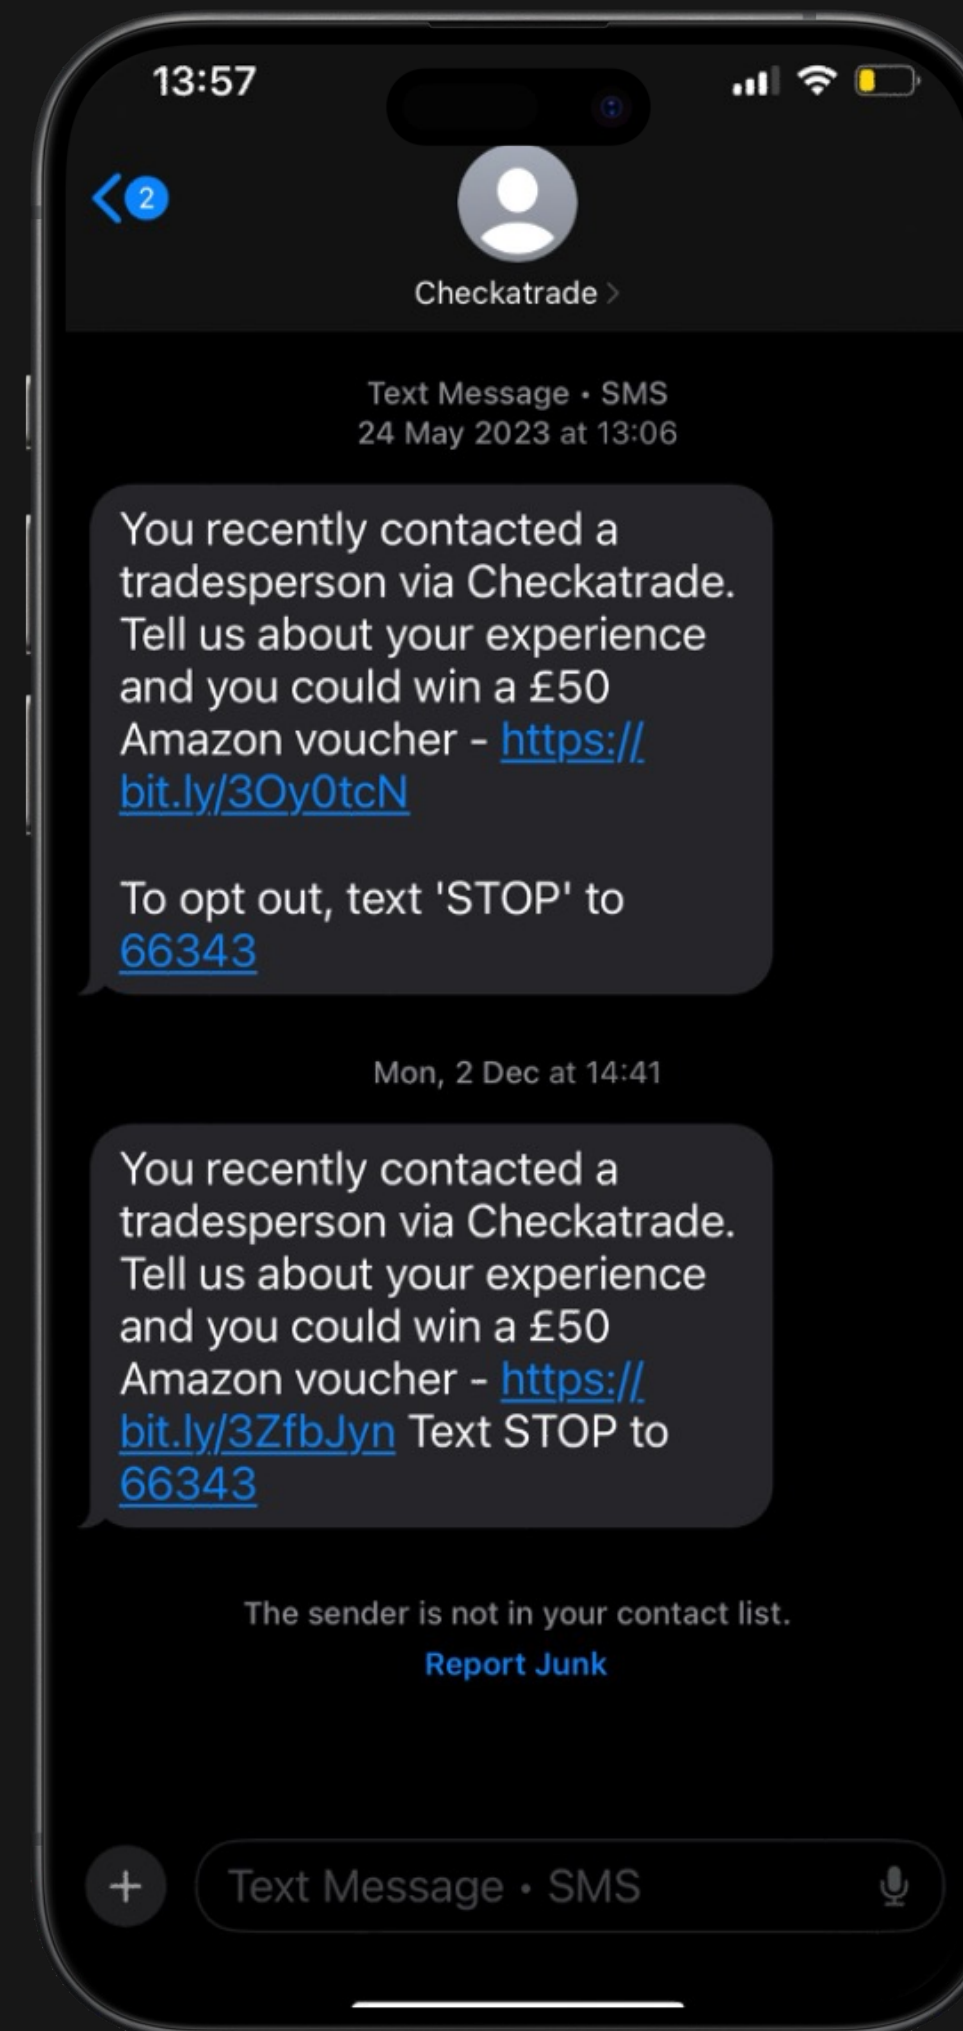 13:57
2
Checkatrade
Text Message • SMS
24 May 2023 at 13:06
You recently contacted a
tradesperson via Checkatrade.
Tell us about your experience
and you could win a £50
Amazon voucher - https://
bit.ly/3Oy0tcN
To opt out, text 'STOP' to
66343
Mon, 2 Dec at 14:41
You recently contacted a
tradesperson via Checkatrade.
Tell us about your experience
and you could win a £50
Amazon voucher - https://
bit.ly/3ZfbJyn Text STOP to
66343
The sender is not in your contact list.
Report Junk
Text Message • SMS